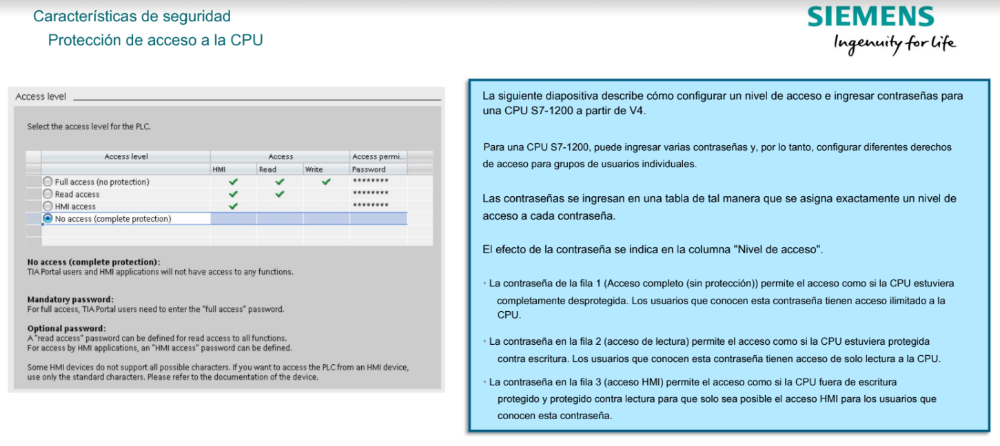 Características de seguridad
Protección de acceso a la CPU
SIEMENS
Ingenuity for life
Access level
Select the access level for the PLC.
Access level Access Access permi...
HMI Read Write Password
Full access (no protection) ********
Read access ********
HMI access ********
No access (complete protection)
No access (complete protection):
TIA Portal users and HMI applications will not have access to any functions.
Mandatory password:
For full access, TIA Portal users need to enter the "full access" password.
Optional password:
A "read access" password can be defined for read access to all functions.
For access by HMI applications, an "HMI access" password can be defined.
Some HMI devices do not support all possible characters. If you want to access the PLC from an HMI device,
use only the standard characters. Please refer to the documentation of the device.
La siguiente diapositiva describe cómo configurar un nivel de acceso e ingresar contraseñas para
una CPU S7-1200 a partir de V4.
Para una CPU S7-1200, puede ingresar varias contraseñas y, por lo tanto, configurar diferentes derechos
de acceso para grupos de usuarios individuales.
Las contraseñas se ingresan en una tabla de tal manera que se asigna exactamente un nivel de
acceso a cada contraseña.
El efecto de la contraseña se indica en la columna "Nivel de acceso".
• La contraseña de la fila 1 (Acceso completo (sin protección)) permite el acceso como si la CPU estuviera
completamente desprotegida. Los usuarios que conocen esta contraseña tienen acceso ilimitado a la
CPU.
• La contraseña en la fila 2 (acceso de lectura) permite el acceso como si la CPU estuviera protegida
contra escritura. Los usuarios que conocen esta contraseña tienen acceso de solo lectura a la CPU.
• La contraseña en la fila 3 (acceso HMI) permite el acceso como si la CPU fuera de escritura
protegido y protegido contra lectura para que solo sea posible el acceso HMI para los usuarios que
conocen esta contraseña.